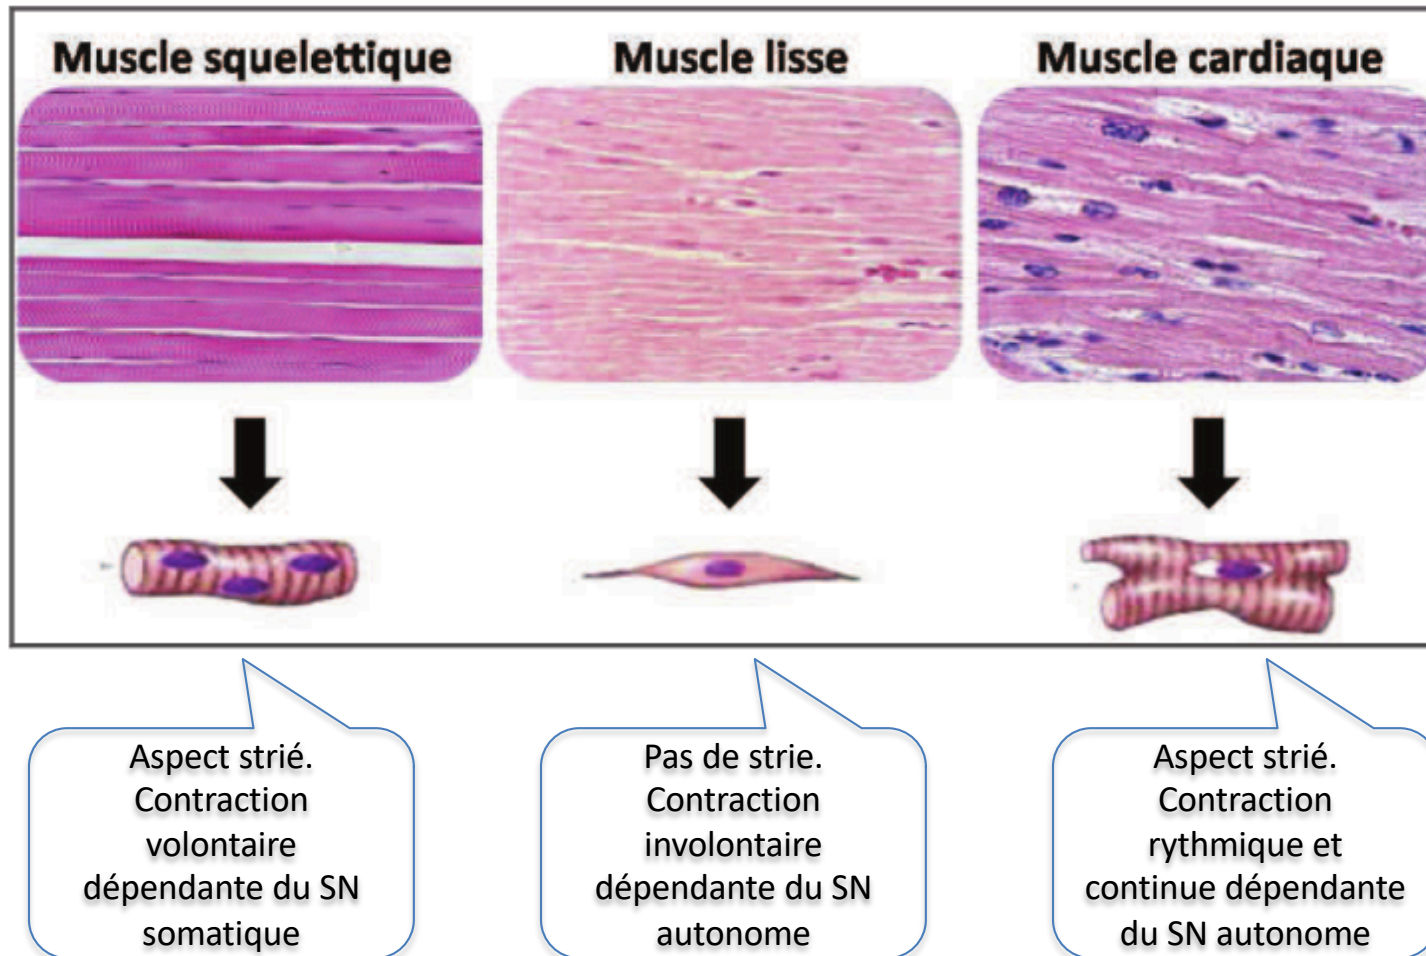 Muscle squelettique
Muscle lisse
Muscle cardiaque
Aspect strié.
Contraction
volontaire
dépendante du SN
somatique
Pas de strie.
Contraction
involontaire
dépendante du SN
autonome
Aspect strié.
Contraction
rythmique et
continue dépendante
du SN autonome